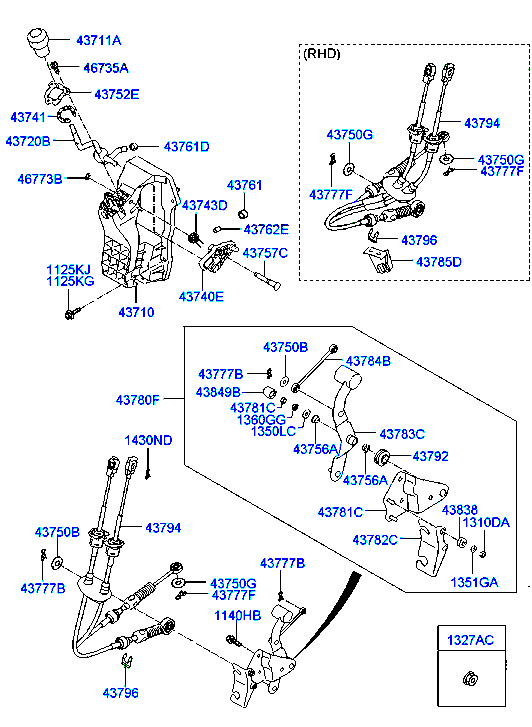 43711A
46735A
43752E
43741
43720B
43761D
46773B
43743D
43761
43762E
43757C
1125KJ
1125KG
43710
43740E
(RHD)
43794
43750G
43750G
43777F
43777F
43796
43785D
43750B
43784B
43777B
43849B
43780F
43781C
1360GG
1350LC
43756A
43783C
43792
43756A
43781C
43782C
43838
1310DA
1351GA
1430ND
43750B
43794
43777B
43750G
43777F
43777B
1140HB
43796
1327AC